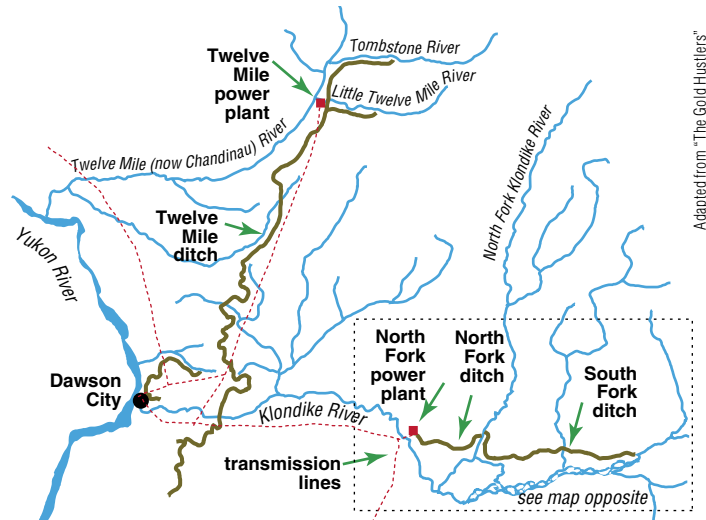 Twelve
Mile
power
plant
Tombstone River
Little Twelve Mile River
Twelve Mile (now Chandinau) River
North Fork Klondike River
Adapted from “The Gold Hustlers”
Twelve
Mile
ditch
Yukon River
Dawson
City
Klondike River
North
Fork
power
plant
North
Fork
ditch
South
Fork
ditch
transmission
lines
see map opposite